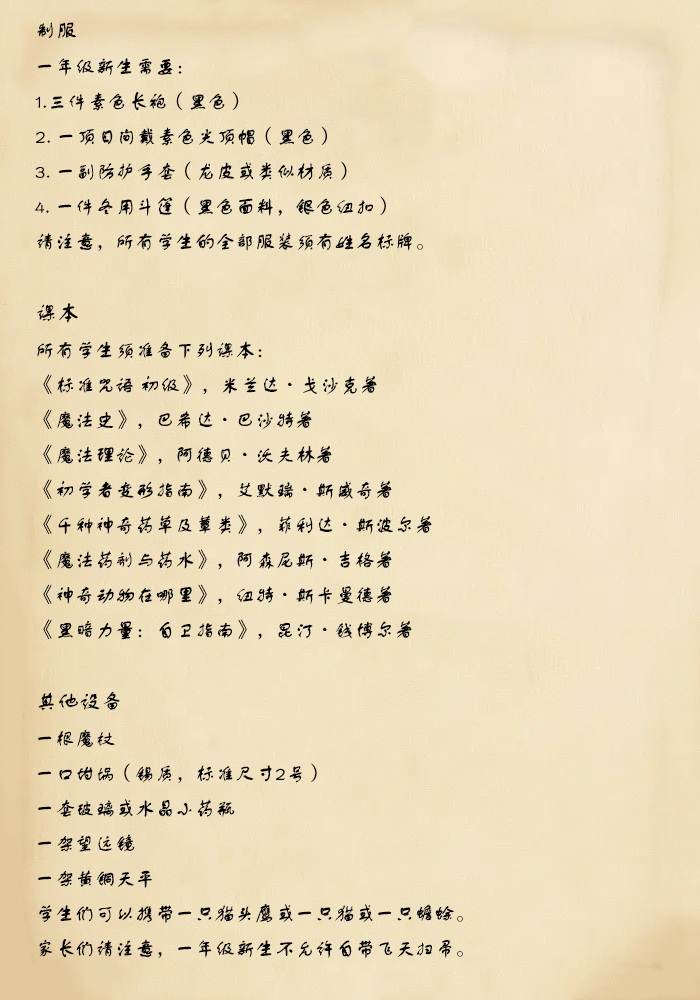 制服
一年级新生需要：
1.三件素色长袍（黑色）
2. 一顶日间戴素色尖顶帽（黑色）
3. 一副防护手套（龙皮或类似材质）
4. 一件冬用斗篷（黑色面料，银色纽扣）
请注意，所有学生的全部服装须有姓名标牌。
课本
所有学生须准备下列课本：
《标准咒语 初级》，米兰达·戈沙克著
《魔法史》，巴希达·巴沙特著
《魔法理论》，阿德贝·沃夫林著
《初学者变形指南》，艾默瑞·斯威奇著
《千种神奇药草及蕈类》，菲利达·斯波尔著
《魔法药剂与药水》，阿森尼斯·吉格著
《神奇动物在哪里》，纽特·斯卡曼德著
《黑暗力量：自卫指南》，昆汀·钱博尔著
其他设备
一根魔杖
一口坩埚（锡质，标准尺寸2号）
一套玻璃或水晶小药瓶
一架望远镜
一架黄铜天平
学生们可以携带一只猫头鹰或一只猫或一只蟾蜍。
家长们请注意，一年级新生不允许自带飞天扫帚。